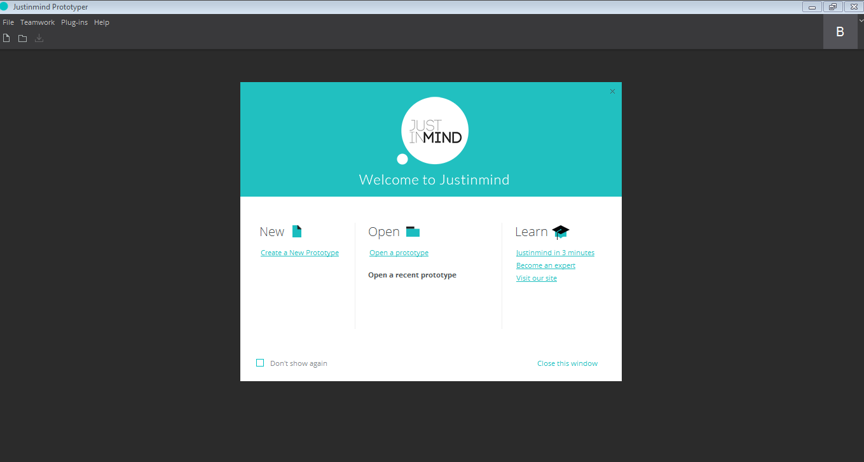 Justinmind Prototyper
File Teamwork Plug-ins Help
B
JUST
INMIND
Welcome to Justinmind
New
Create a New Prototype
Open
Open a prototype
Open a recent prototype
Learn
Justinmind in 3 minutes
Become an expert
Visit our site
Don't show again
Close this window